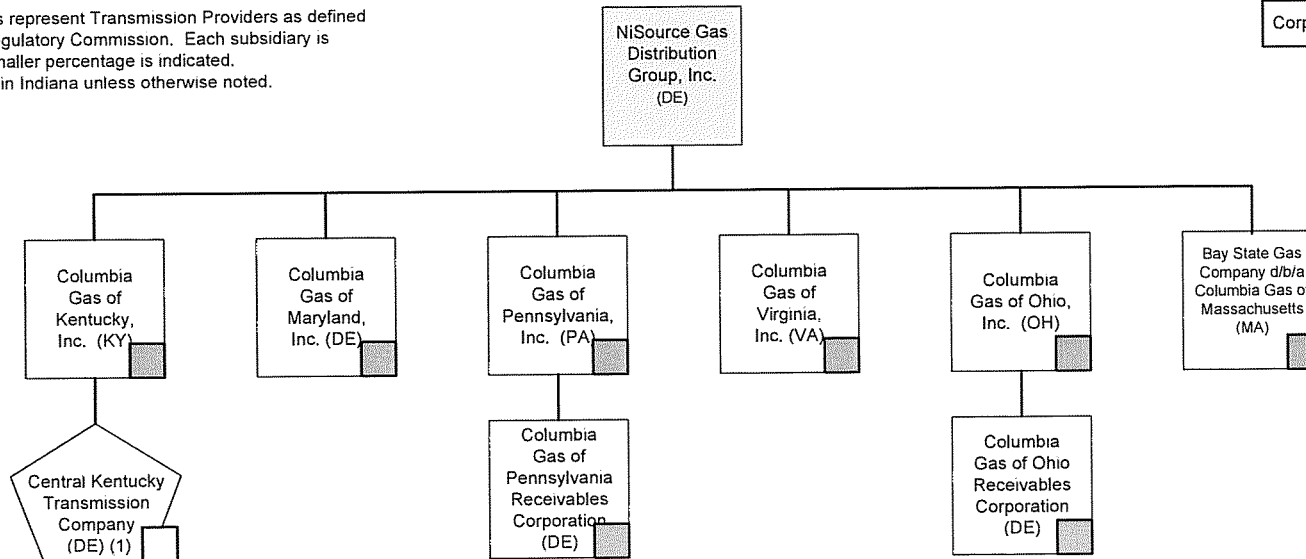 s represent Transmission Providers as defined
egulatory Commission. Each subsidiary is
naller percentage is indicated.
in Indiana unless otherwise noted.
NiSource Gas
Distribution
Group, Inc.
(DE)
Corp
Columbia
Gas of
Kentucky,
Inc. (KY)
Columbia
Gas of
Maryland,
Inc. (DE)
Columbia
Gas of
Pennsylvania,
Inc. (PA)
Columbia
Gas of
Virginia,
Inc. (VA)
Columbia
Gas of Ohio,
Inc. (OH)
Bay State Gas
Company d/b/a
Columbia Gas of
Massachusetts
(MA)
Central Kentucky
Transmission
Company
(DE) (1)
Columbia
Gas of
Pennsylvania
Receivables
Corporation
(DE)
Columbia
Gas of Ohio
Receivables
Corporation
(DE)